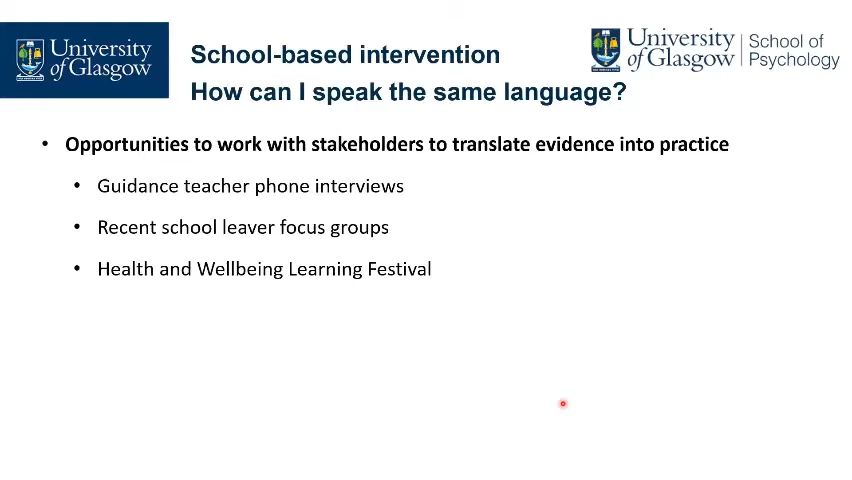 University
of Glasgow
School-based intervention
How can I speak the same language?
University
of Glasgow
School of
Psychology
• Opportunities to work with stakeholders to translate evidence into practice
• Guidance teacher phone interviews
• Recent school leaver focus groups
• Health and Wellbeing Learning Festival